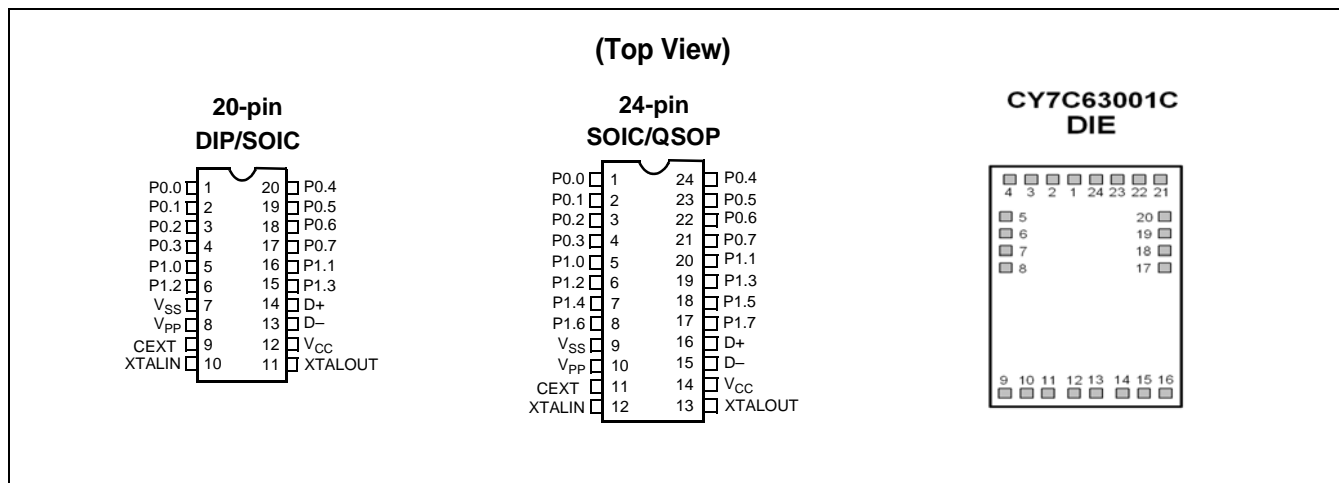 (Top View)
20-pin
DIP/SOIC
P0.0 1 20 P0.4
P0.1 2 19 P0.5
P0.2 3 18 P0.6
P0.3 4 17 P0.7
P1.0 5 16 P1.1
P1.2 6 15 P1.3
VSS 7 14 D+
VPP 8 13 D–
CEXT 9 12 VCC
XTALIN 10 11 XTALOUT
24-pin
SOIC/QSOP
P0.0 1 24 P0.4
P0.1 2 23 P0.5
P0.2 3 22 P0.6
P0.3 4 21 P0.7
P1.0 5 20 P1.1
P1.2 6 19 P1.3
P1.4 7 18 P1.5
P1.6 8 17 P1.7
VSS 9 16 D+
VPP 10 15 D–
CEXT 11 14 VCC
XTALIN 12 13 XTALOUT
CY7C63001C
DIE
4 3 2 1 24 23 22 21
5 20
6 19
7 18
8 17
9 10 11 12 13 14 15 16